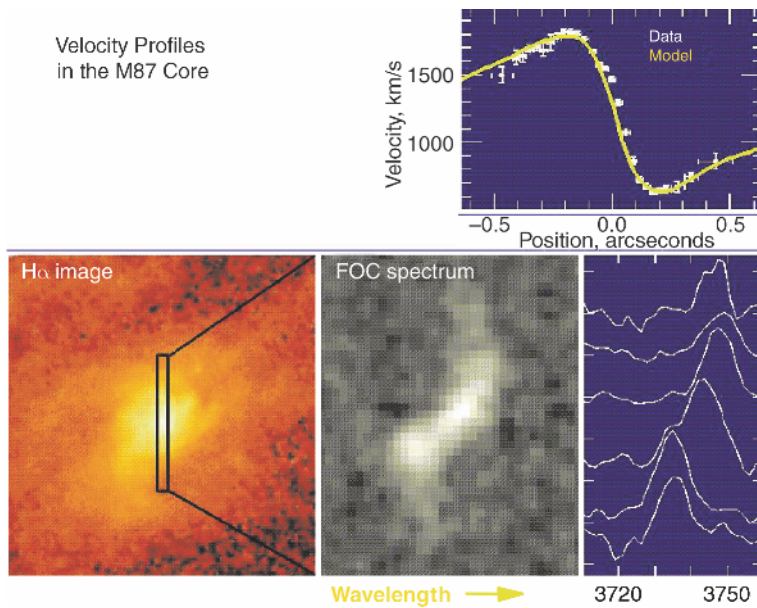 Velocity Profiles
in the M87 Core
Data
Model
Velocity, km/s
1500
1000
−0.5
0.0
0.5
Position, arcseconds
Hα image
FOC spectrum
Wavelength
3720
3750